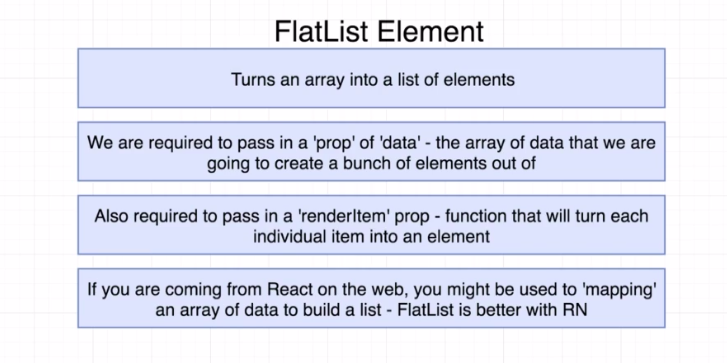 FlatList Element
Turns an array into a list of elements
We are required to pass in a 'prop' of 'data' - the array of data that we are
going to create a bunch of elements out of
Also required to pass in a 'renderItem' prop - function that will turn each
individual item into an element
If you are coming from React on the web, you might be used to 'mapping'
an array of data to build a list - FlatList is better with RN